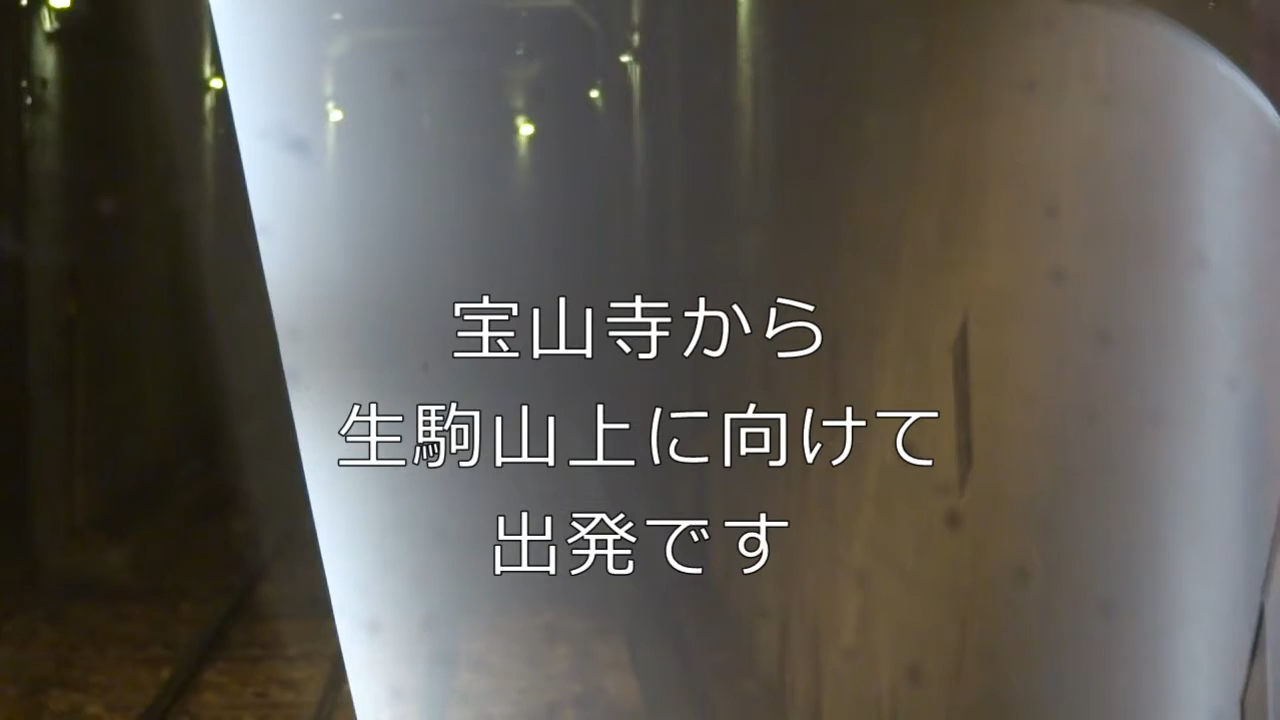 宝山寺から
生駒山上に向けて
出発です